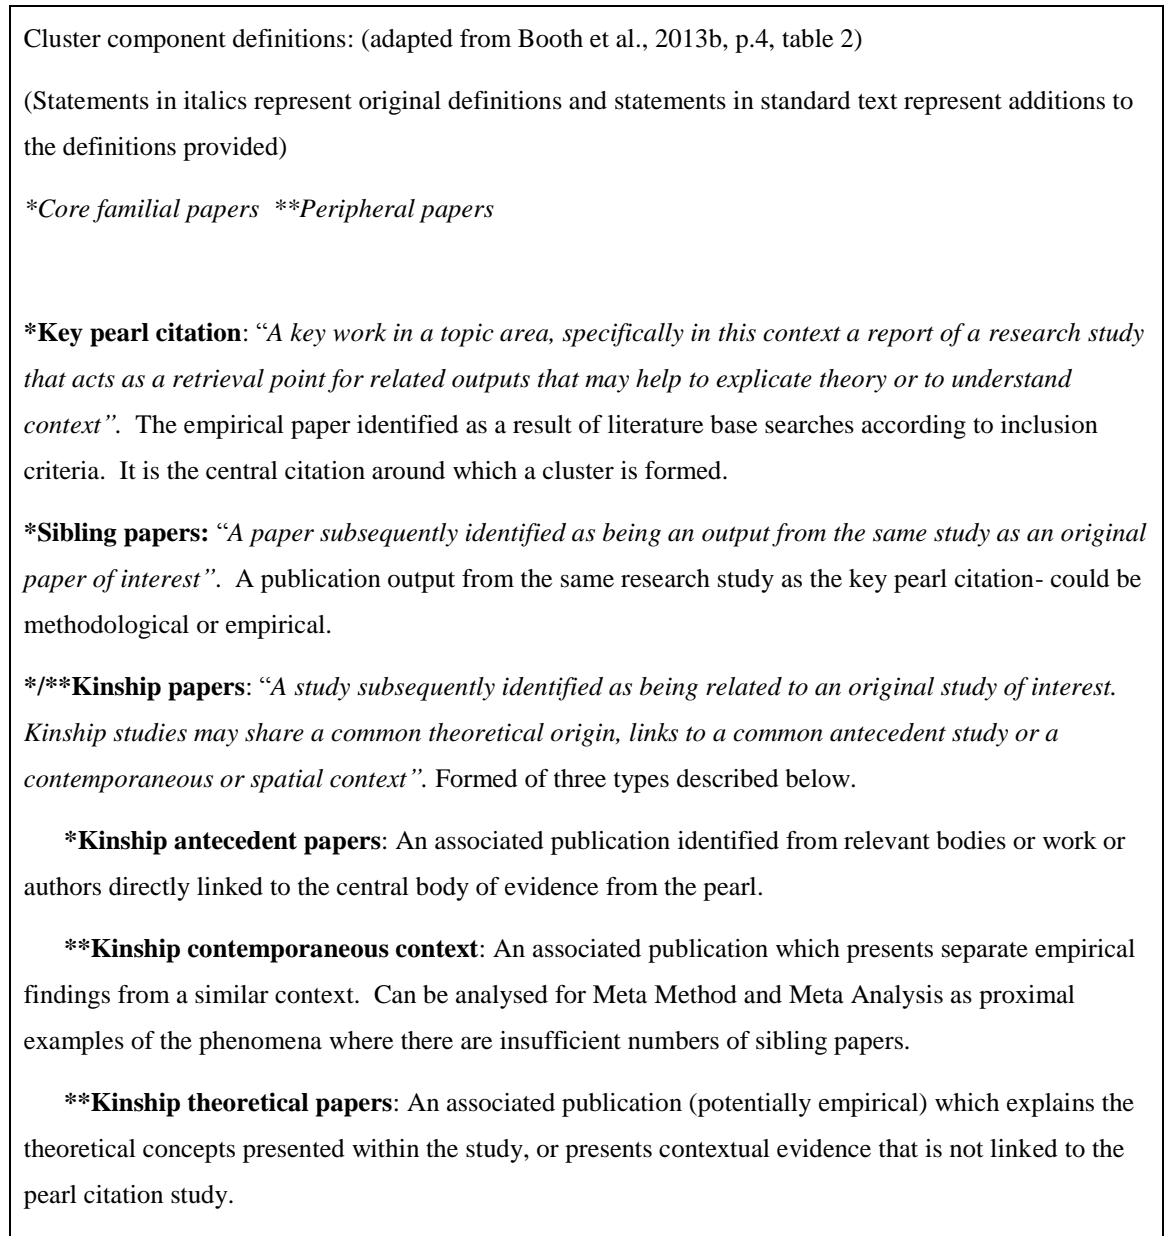 Cluster component definitions: (adapted from Booth et al., 2013b, p.4, table 2)
(Statements in italics represent original definitions and statements in standard text represent additions to
the definitions provided)
*Core familial papers  **Peripheral papers
*Key pearl citation: “A key work in a topic area, specifically in this context a report of a research study
that acts as a retrieval point for related outputs that may help to explicate theory or to understand
context”.  The empirical paper identified as a result of literature base searches according to inclusion
criteria.  It is the central citation around which a cluster is formed.
*Sibling papers: “A paper subsequently identified as being an output from the same study as an original
paper of interest”.  A publication output from the same research study as the key pearl citation- could be
methodological or empirical.
*/**Kinship papers: “A study subsequently identified as being related to an original study of interest.
Kinship studies may share a common theoretical origin, links to a common antecedent study or a
contemporaneous or spatial context”. Formed of three types described below.
*Kinship antecedent papers: An associated publication identified from relevant bodies or work or
authors directly linked to the central body of evidence from the pearl.
**Kinship contemporaneous context: An associated publication which presents separate empirical
findings from a similar context.  Can be analysed for Meta Method and Meta Analysis as proximal
examples of the phenomena where there are insufficient numbers of sibling papers.
**Kinship theoretical papers: An associated publication (potentially empirical) which explains the
theoretical concepts presented within the study, or presents contextual evidence that is not linked to the
pearl citation study.